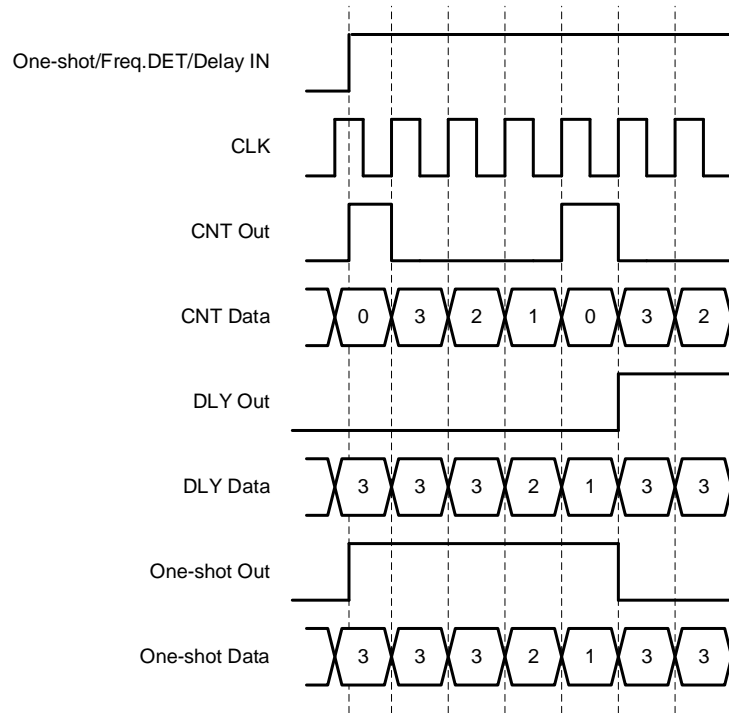 One-shot/Freq.DET/Delay IN
CLK
CNT Out
CNT Data
0 3 2 1 0 3 2
DLY Out
DLY Data
3 3 3 2 1 3 3
One-shot Out
One-shot Data
3 3 3 2 1 3 3